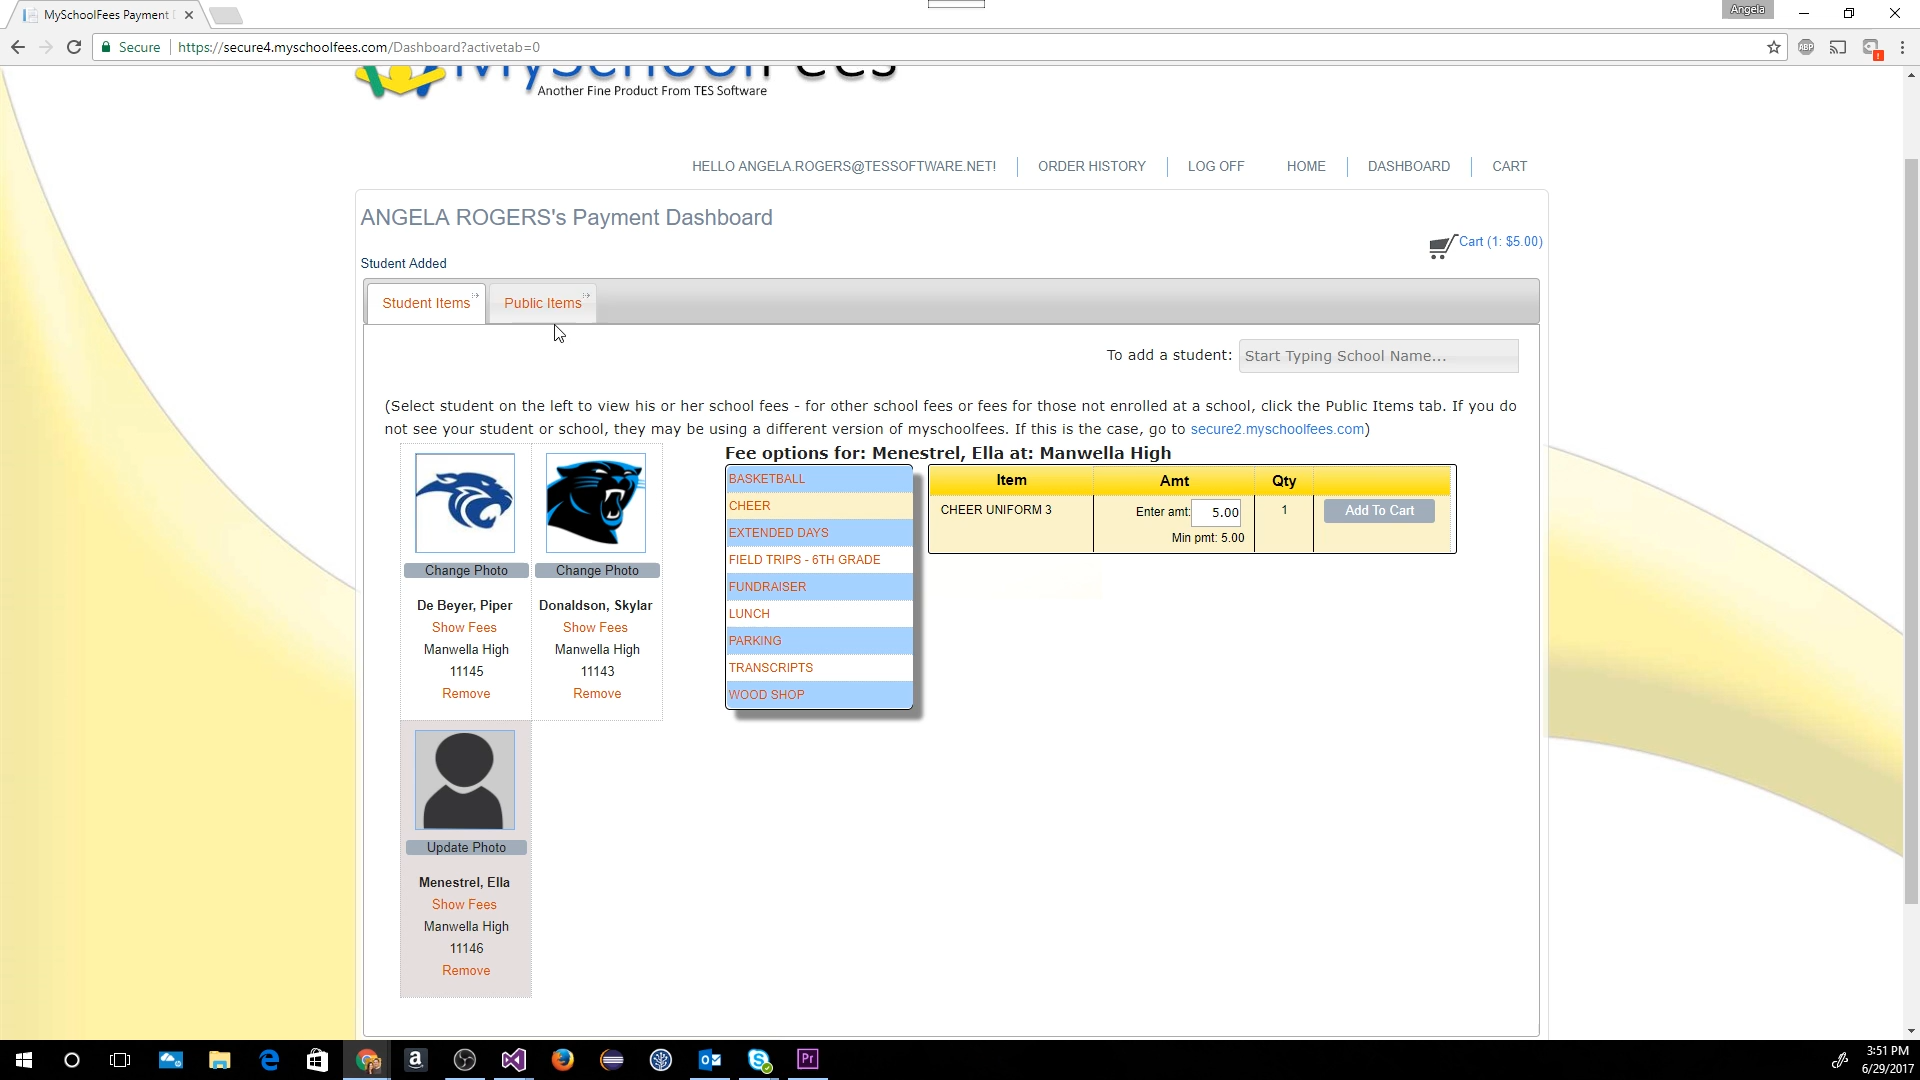 MySchoolFees Payment
Angela
Secure
https://secure4.myschoolfees.com/Dashboard?activetab=0
ABP
MySchoolFees
Another Fine Product From TES Software
HELLO ANGELA.ROGERS@TESSOFTWARE.NET! ORDER HISTORY LOG OFF HOME DASHBOARD CART
ANGELA ROGERS's Payment Dashboard
Cart (1: $5.00)
Student Added
Student Items Public Items
To add a student: Start Typing School Name...
(Select student on the left to view his or her school fees - for other school fees or fees for those not enrolled at a school, click the Public Items tab. If you do
not see your student or school, they may be using a different version of myschoolfees. If this is the case, go to secure2.myschoolfees.com)
Fee options for: Menestrel, Ella at: Manwella High
Change Photo Change Photo
De Beyer, Piper Donaldson, Skylar
Show Fees Show Fees
Manwella High Manwella High
11145 11143
Remove Remove
Update Photo
Menestrel, Ella
Show Fees
Manwella High
11146
Remove
BASKETBALL
CHEER
EXTENDED DAYS
FIELD TRIPS - 6TH GRADE
FUNDRAISER
LUNCH
PARKING
TRANSCRIPTS
WOOD SHOP
Item Amt Qty
CHEER UNIFORM 3 Enter amt: 5.00 1 Add To Cart
Min pmt: 5.00
a
Pr
3:51 PM
6/29/2017